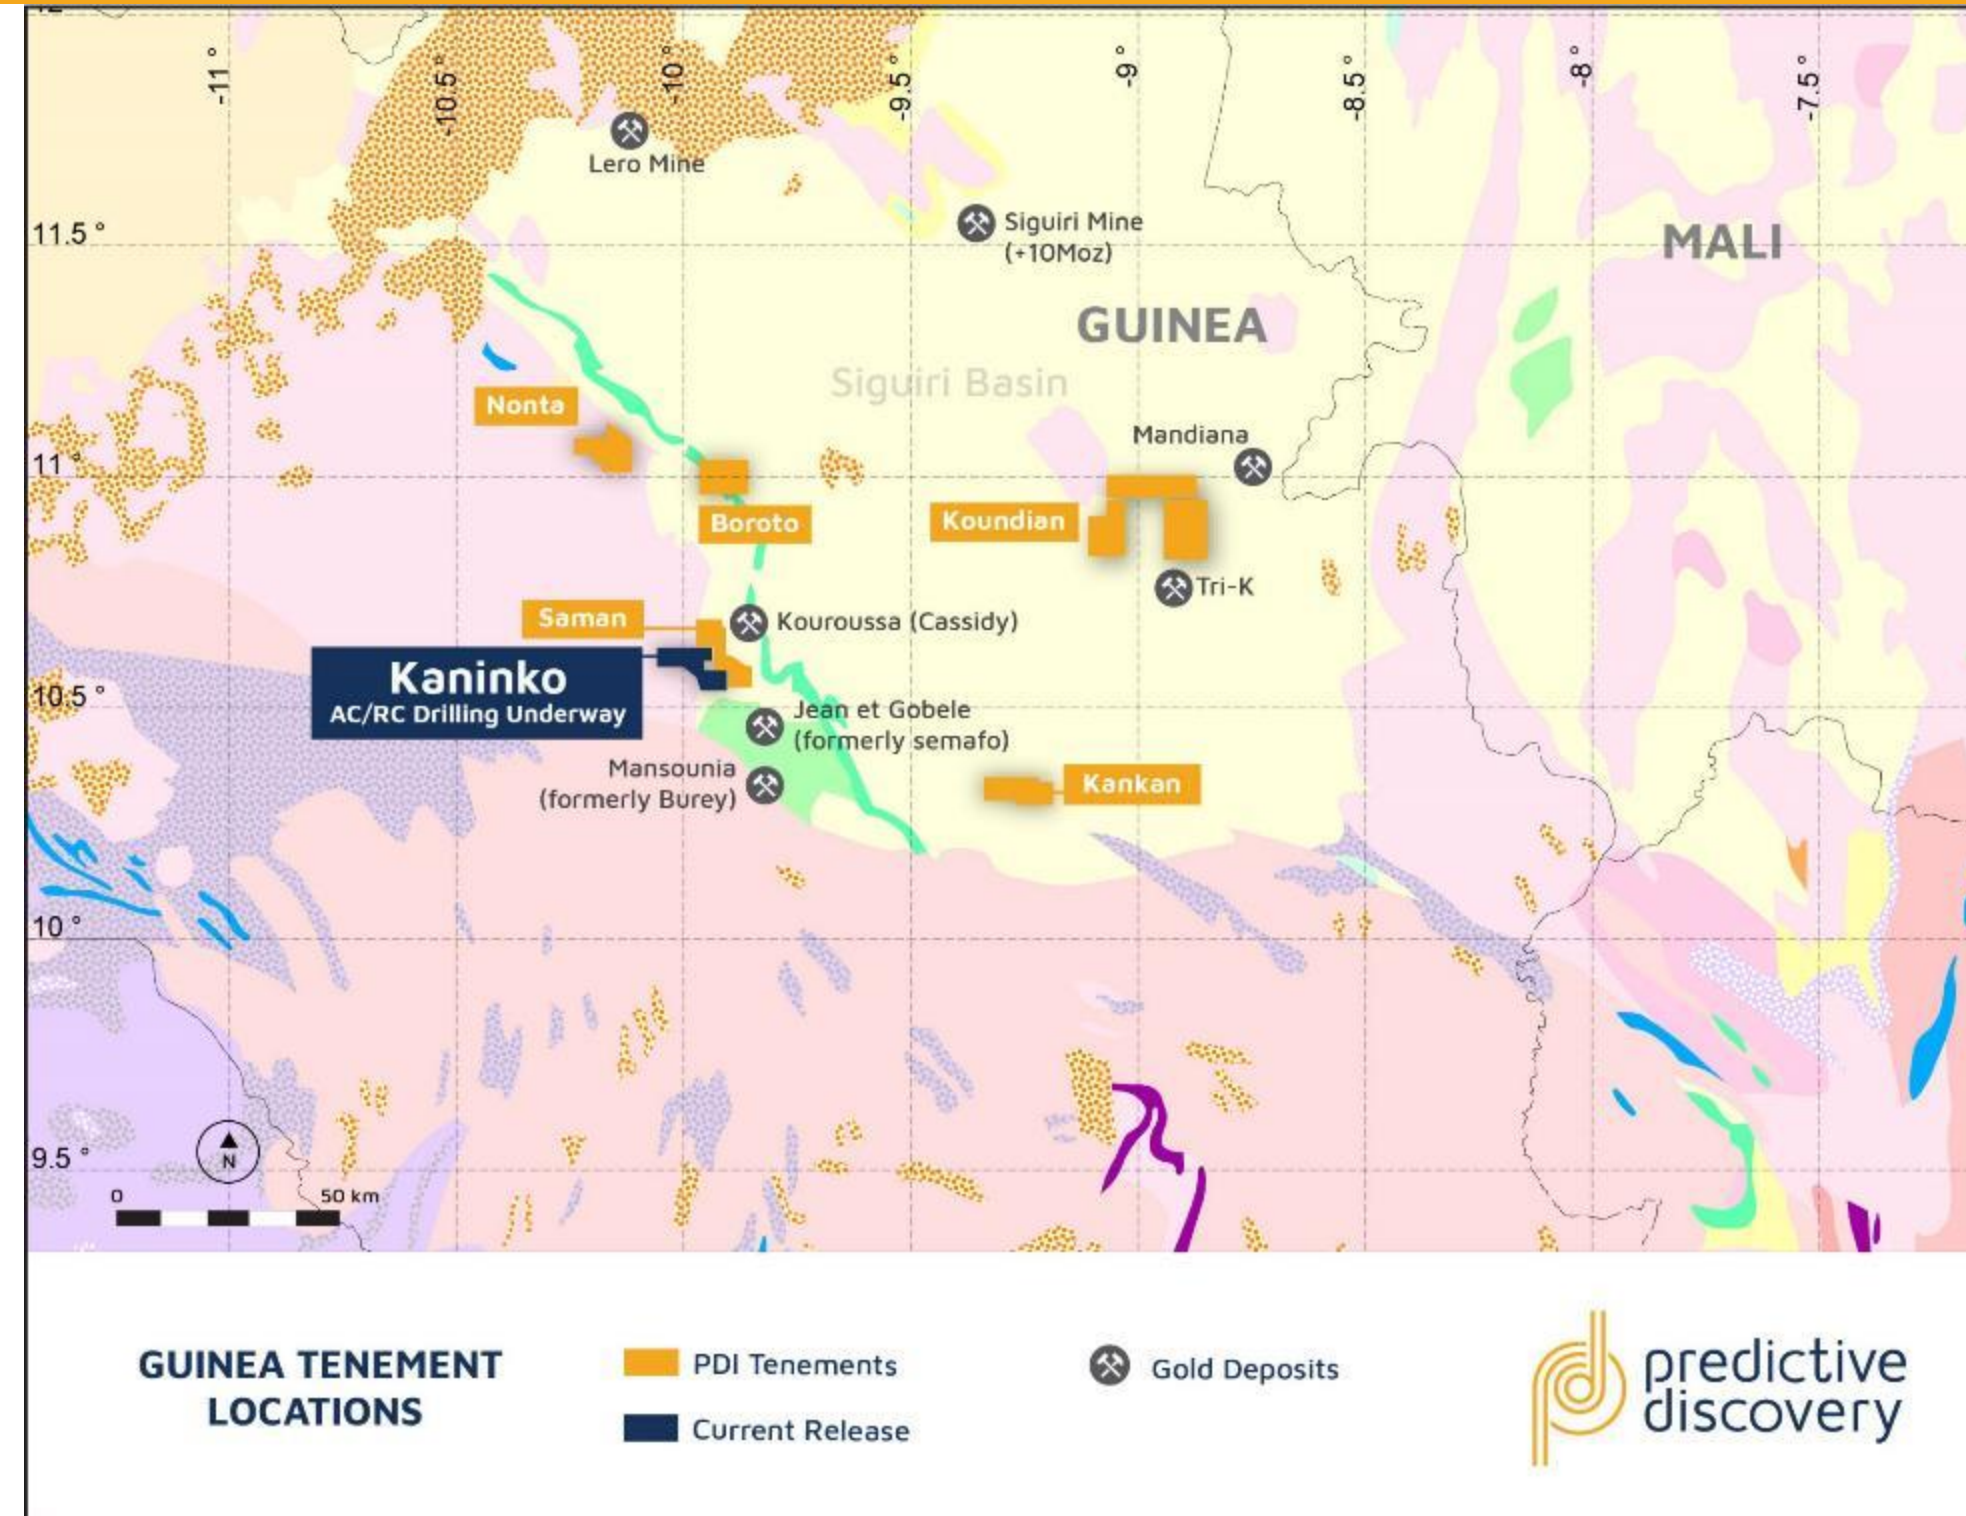 -11°
-10.5°
-10°
-9.5°
-9°
-8.5°
-8°
-7.5°
Lero Mine
11.5°
Siguiri Mine
(+10Moz)
MALI
GUINEA
Siguiri Basin
Nonta
Mandiana
11°
Boroto
Koundian
Tri-K
Saman
Kouroussa (Cassidy)
Kaninko
AC/RC Drilling Underway
10.5°
Jean et Gobele
(formerly semafo)
Mansounia
(formerly Burey)
Kankan
10°
9.5°
N
0
50 km
GUINEA TENEMENT
LOCATIONS
PDI Tenements
Current Release
Gold Deposits
predictive
discovery